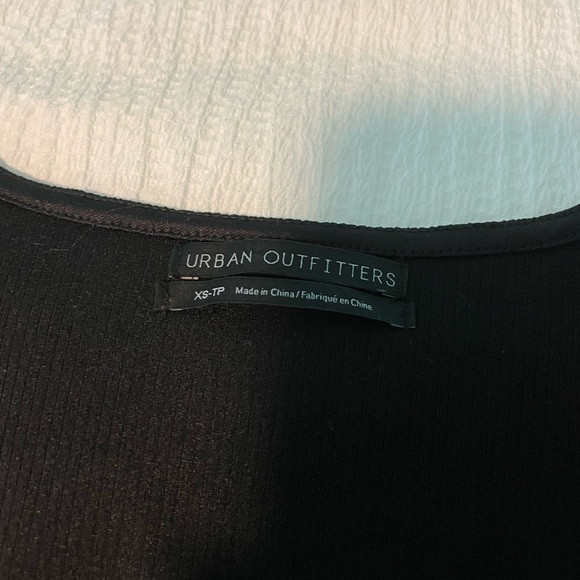 URBAN OUTFITTERS
XS-TP Made in China / Fabriqué en Chine